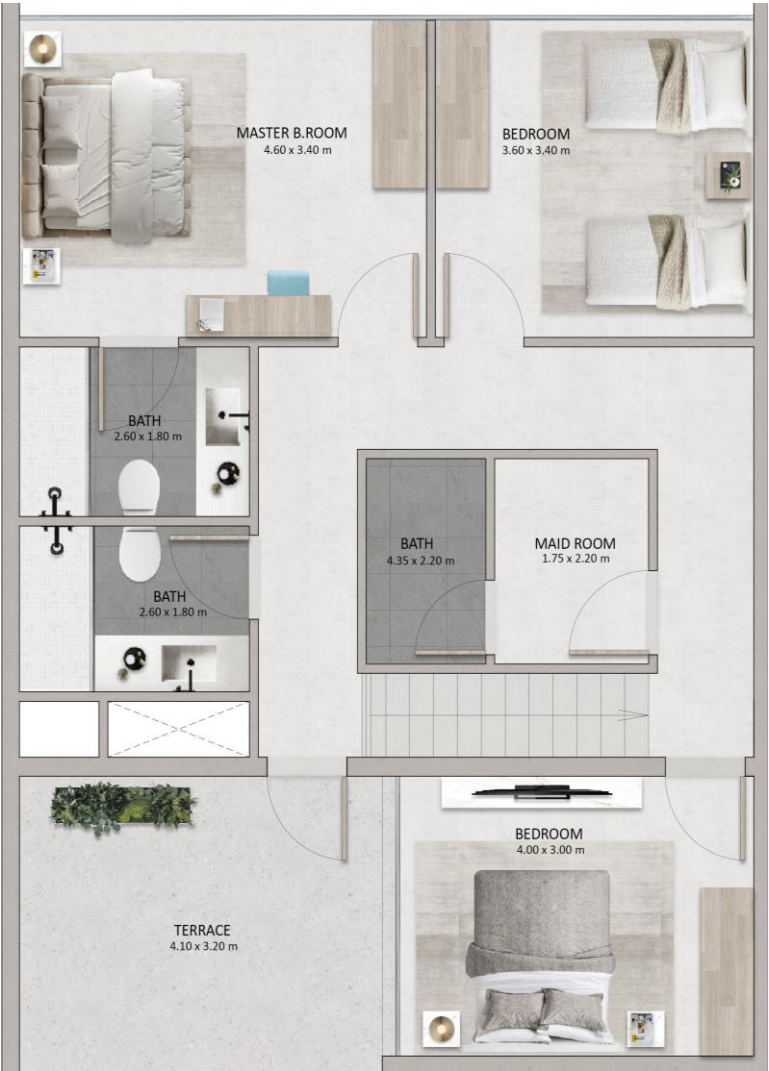 MASTER B.ROOM
4.60 x 3.40 m
BEDROOM
3.60 x 3.40 m
BATH
2.60 x 1.80 m
BATH
4.35 x 2.20 m
MAID ROOM
1.75 x 2.20 m
BATH
2.60 x 1.80 m
BEDROOM
4.00 x 3.00 m
TERRACE
4.10 x 3.20 m